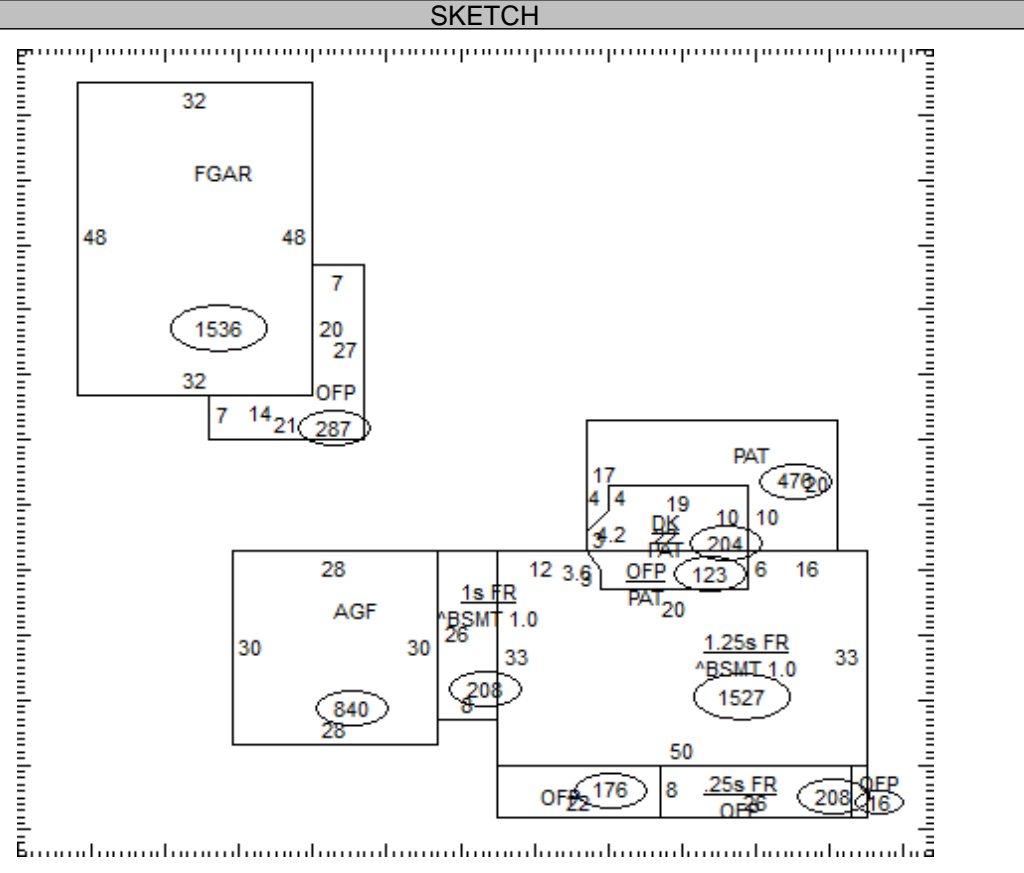 SKETCH
32
FGAR
48 48
7
1536
20
27
32
OFP
7 14 21 287
PAT
17
476 20
4 4 19
10 10
DK
4.2 22 204
3 PAT
28 12 3.6 OFP 123 6 16
3
AGF 1s FR PAT 20
^BSMT 1.0
26
30 30 33 1.25s FR 33
^BSMT 1.0
208 1527
840 8
28
50
176 8 .25s FR 208 OFP
OFP 22 OFP 26 16